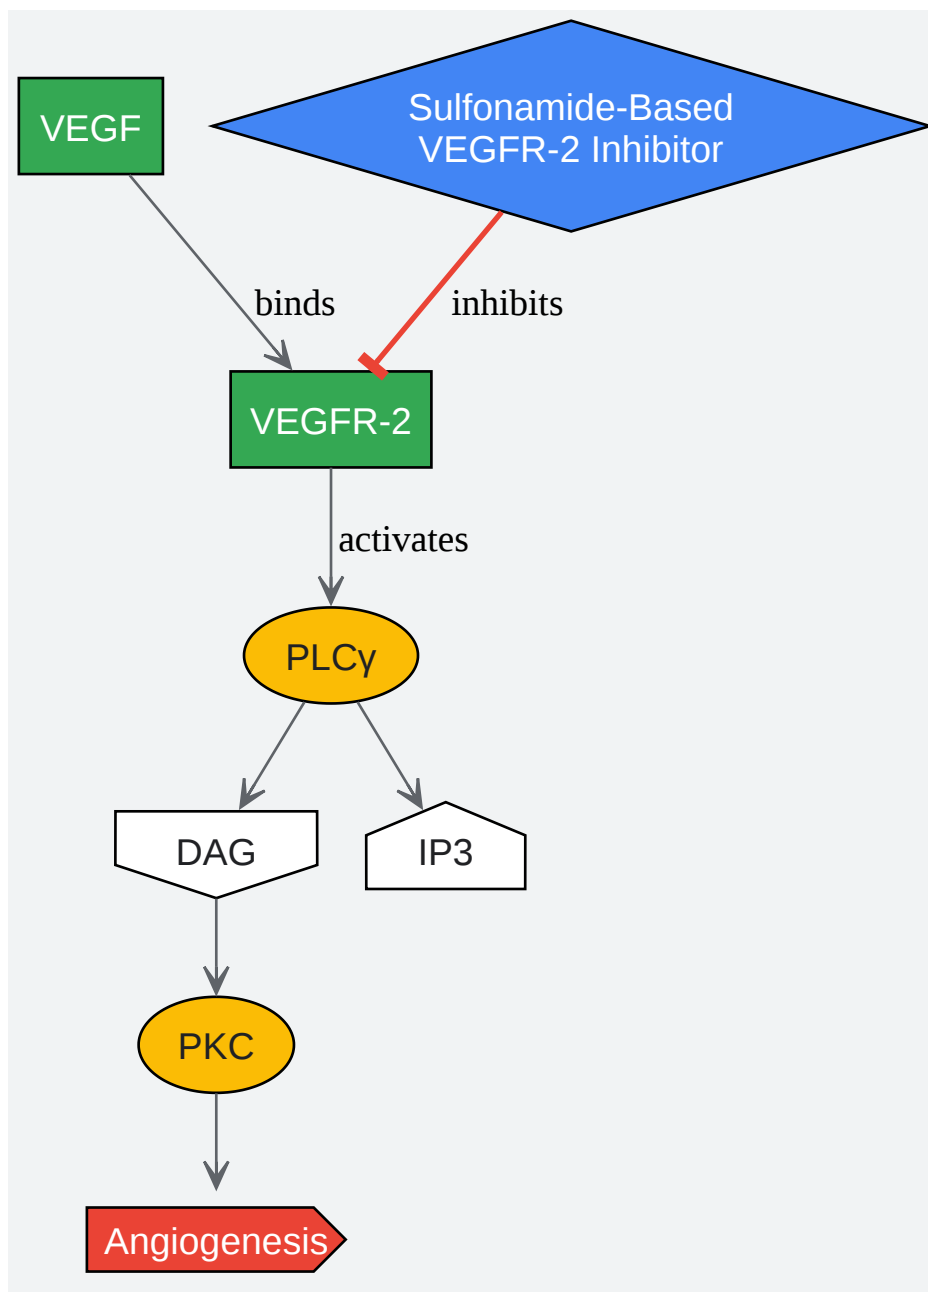 VEGF
Sulfonamide-Based
VEGFR-2 Inhibitor
binds
inhibits
VEGFR-2
activates
PLCγ
DAG
IP3
PKC
Angiogenesis